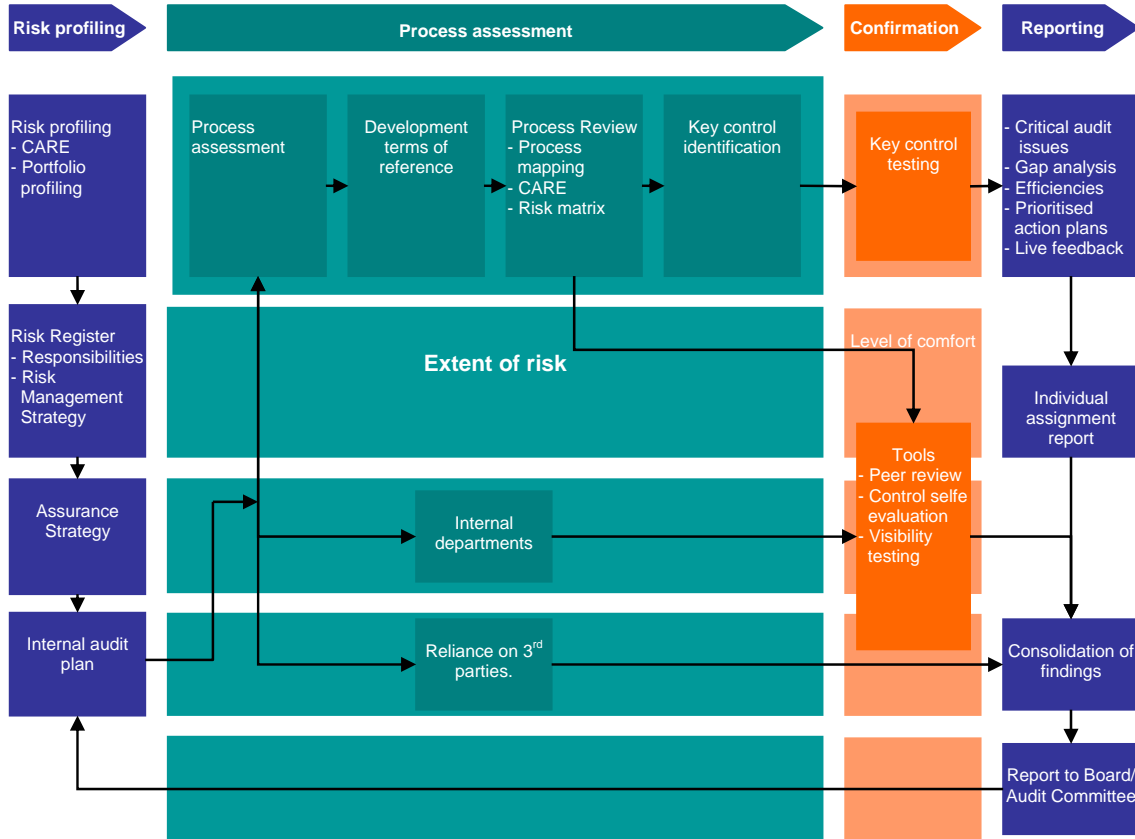 Risk profiling
Process assessment
Confirmation
Reporting
Risk profiling
- CARE
- Portfolio
profiling
Process
assessment
Development
terms of
reference
Process Review
- Process
mapping
- CARE
- Risk matrix
Key control
identification
Key control
testing
- Critical audit
issues
- Gap analysis
- Efficiencies
- Prioritised
action plans
- Live feedback
Risk Register
- Responsibilities
- Risk
Management
Strategy
Extent of risk
Level of comfort
Individual
assignment
report
Assurance
Strategy
Internal
departments
Tools
- Peer review
- Control selfe
evaluation
- Visibility
testing
Internal audit
plan
Reliance on 3rd
parties.
Consolidation of
findings
Report to Board/
Audit Committee